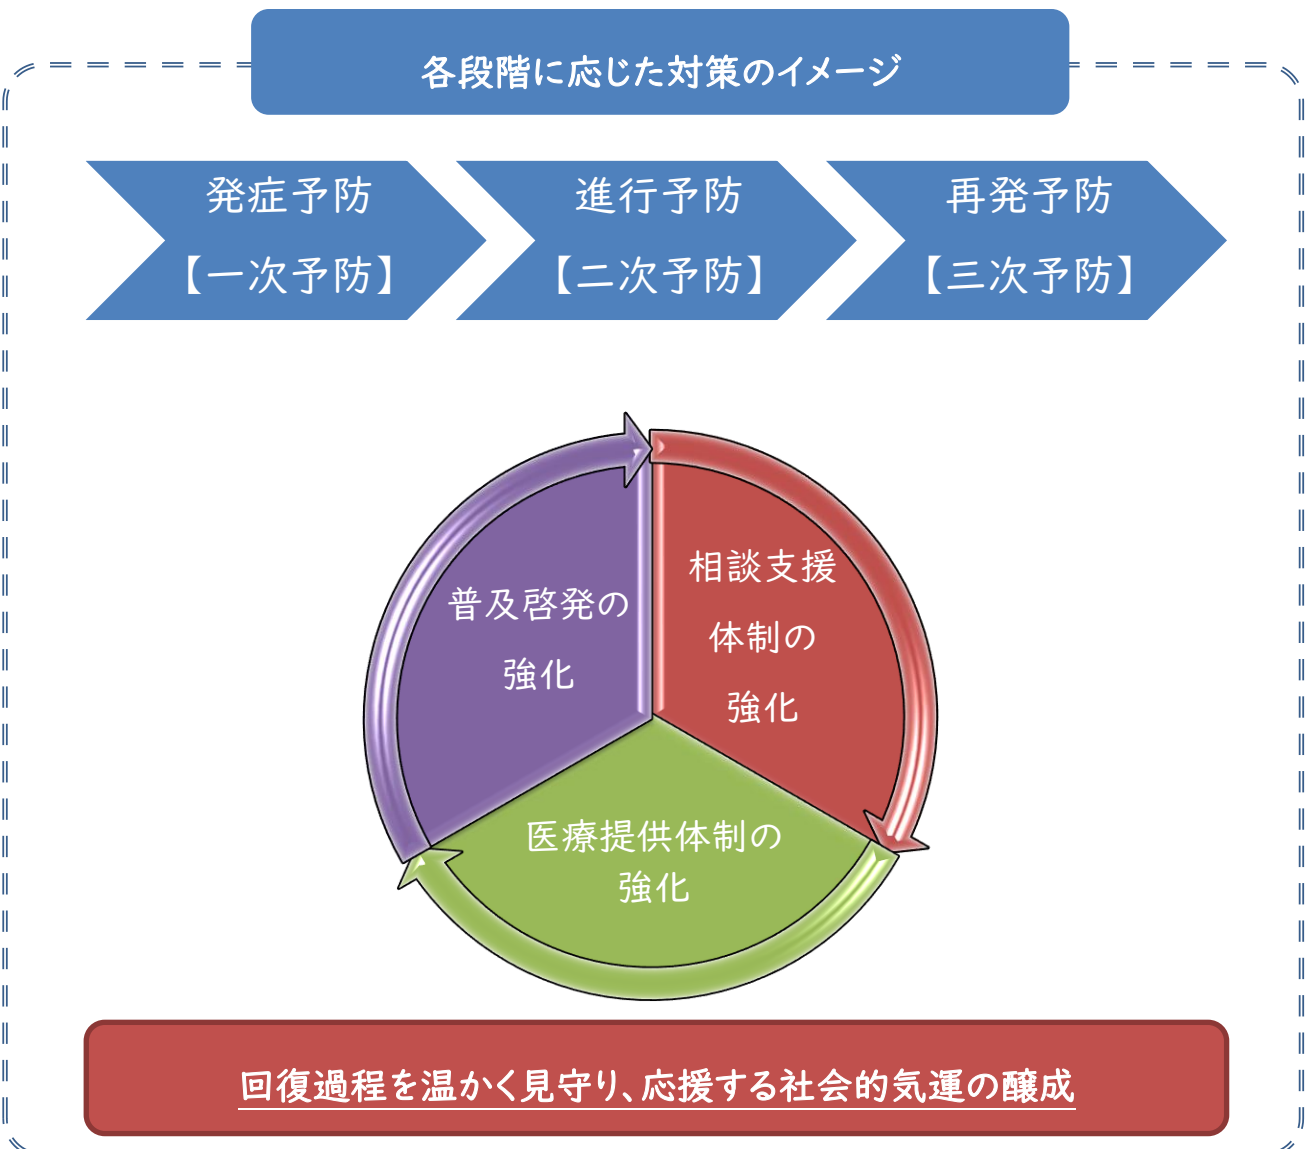 各段階に応じた対策のイメージ
発症予防
【一次予防】
進行予防
【二次予防】
再発予防
【三次予防】
普及啓発の
強化
相談支援
体制の
強化
医療提供体制の
強化
回復過程を温かく見守り、応援する社会的気運の醸成